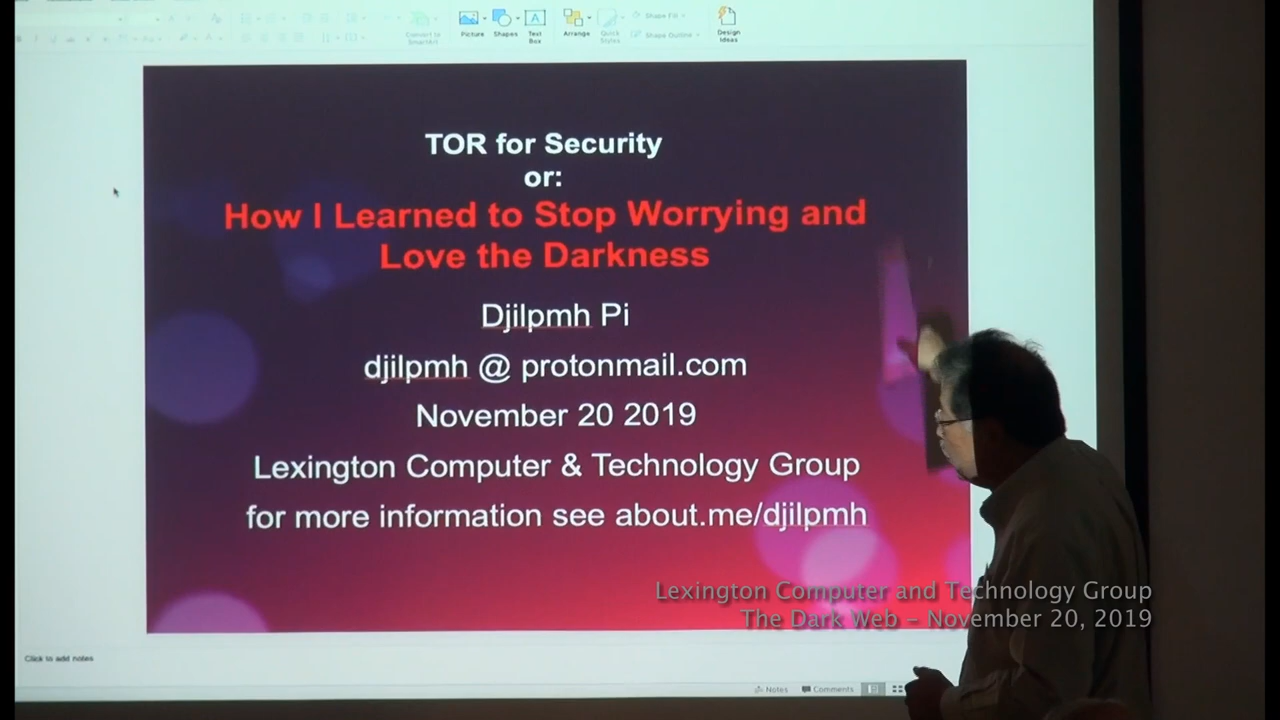 Convert to
SmartArt
Picture
Shapes
Text
Box
Arrange
Quick
Styles
Shape Fill
Shape Outline
Design
Ideas
TOR for Security
or:
How I Learned to Stop Worrying and
Love the Darkness
Djilpmh Pi
djilpmh @ protonmail.com
November 20 2019
Lexington Computer & Technology Group
for more information see about.me/djilpmh
Lexington Computer and Technology Group
The Dark Web – November 20, 2019
Click to add notes
Notes
Comments